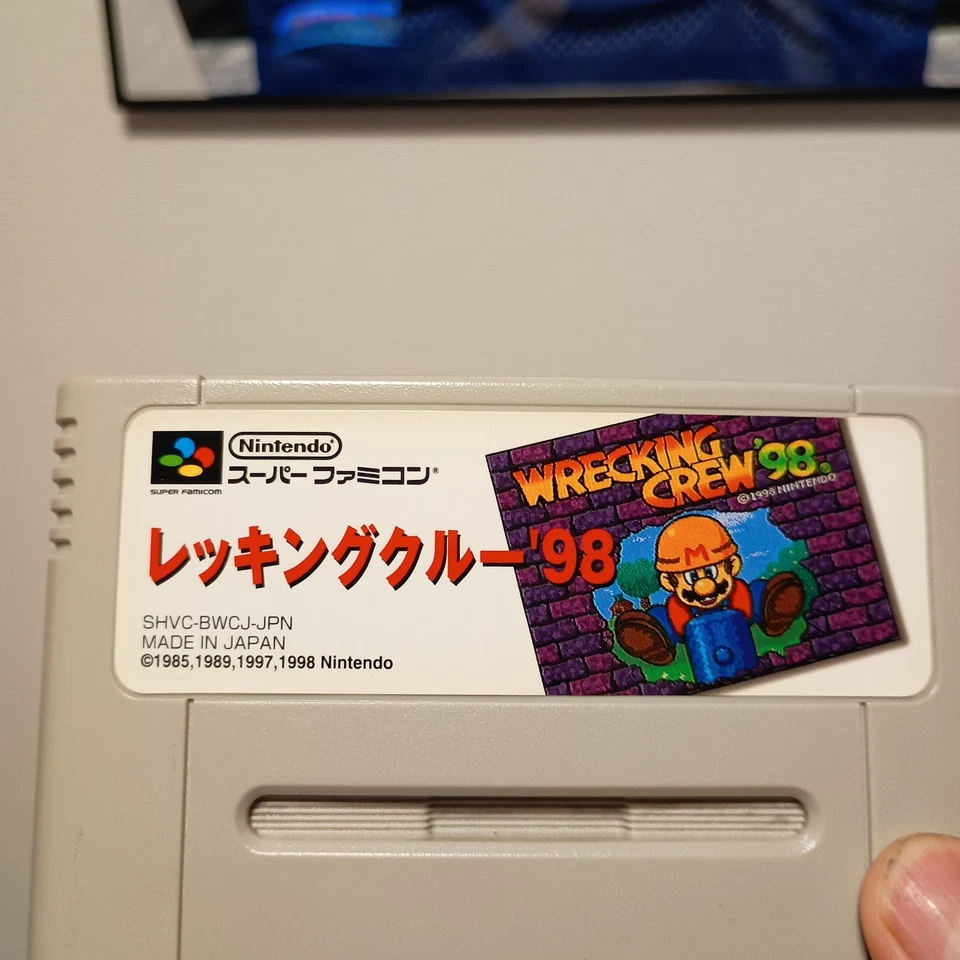 Nintendo®
スーパーファミコン®
SUPER FAMICOM
レッキングクルー'98
SHVC-BWCJ-JPN
MADE IN JAPAN
©1985,1989,1997,1998 Nintendo
WRECKING
CREW '98.
©1998 NINTENDO
M